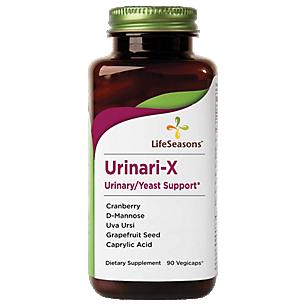 LifeSeasons®
Urinari-X
Urinary/Yeast Support*
Cranberry
D-Mannose
Uva Ursi
Grapefruit Seed
Caprylic Acid
Dietary Supplement 90 Vegicaps°